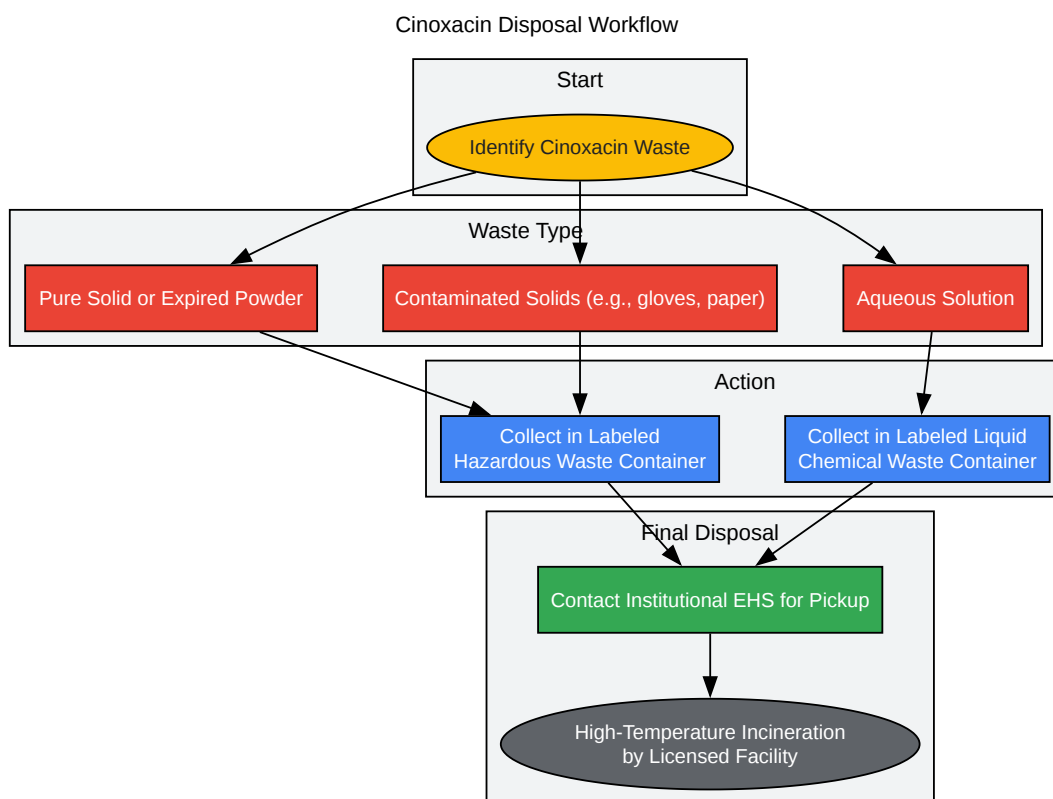 Cinoxacin Disposal Workflow
Start
Identify Cinoxacin Waste
Waste Type
Pure Solid or Expired Powder
Contaminated Solids (e.g., gloves, paper)
Aqueous Solution
Action
Collect in Labeled
Hazardous Waste Container
Collect in Labeled Liquid
Chemical Waste Container
Final Disposal
Contact Institutional EHS for Pickup
High-Temperature Incineration
by Licensed Facility